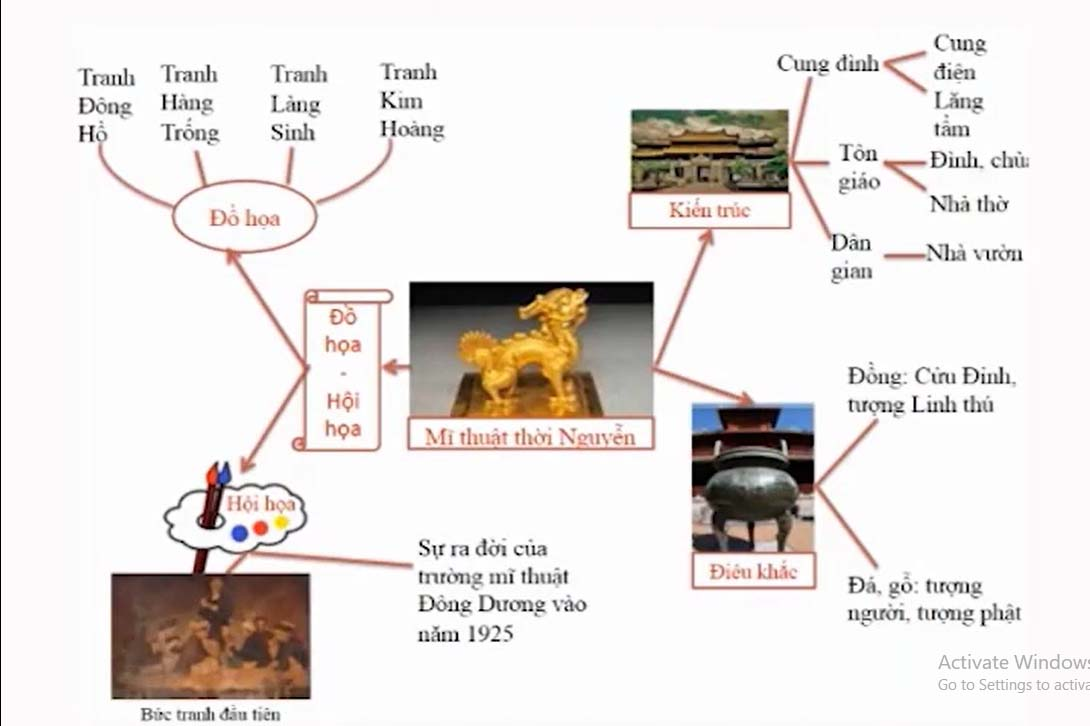 Tranh
Đông
Hồ
Tranh
Hàng
Trống
Tranh
Làng
Sinh
Tranh
Kim
Hoàng
Đồ họa
Đồ
họa
-
Hội
họa
Mĩ thuật thời Nguyễn
Hội họa
Sự ra đời của
trường mĩ thuật
Đông Dương vào
năm 1925
Bức tranh đầu tiên
Kiến trúc
Cung đình
Cung
điện
Lăng
tẩm
Tôn
giáo
Đình, chù
Nhà thờ
Dân
gian
Nhà vườn
Điêu khắc
Đồng: Cửu Đỉnh,
tượng Linh thú
Đá, gỗ: tượng
người, tượng phật
Activate Windows
Go to Settings to activa